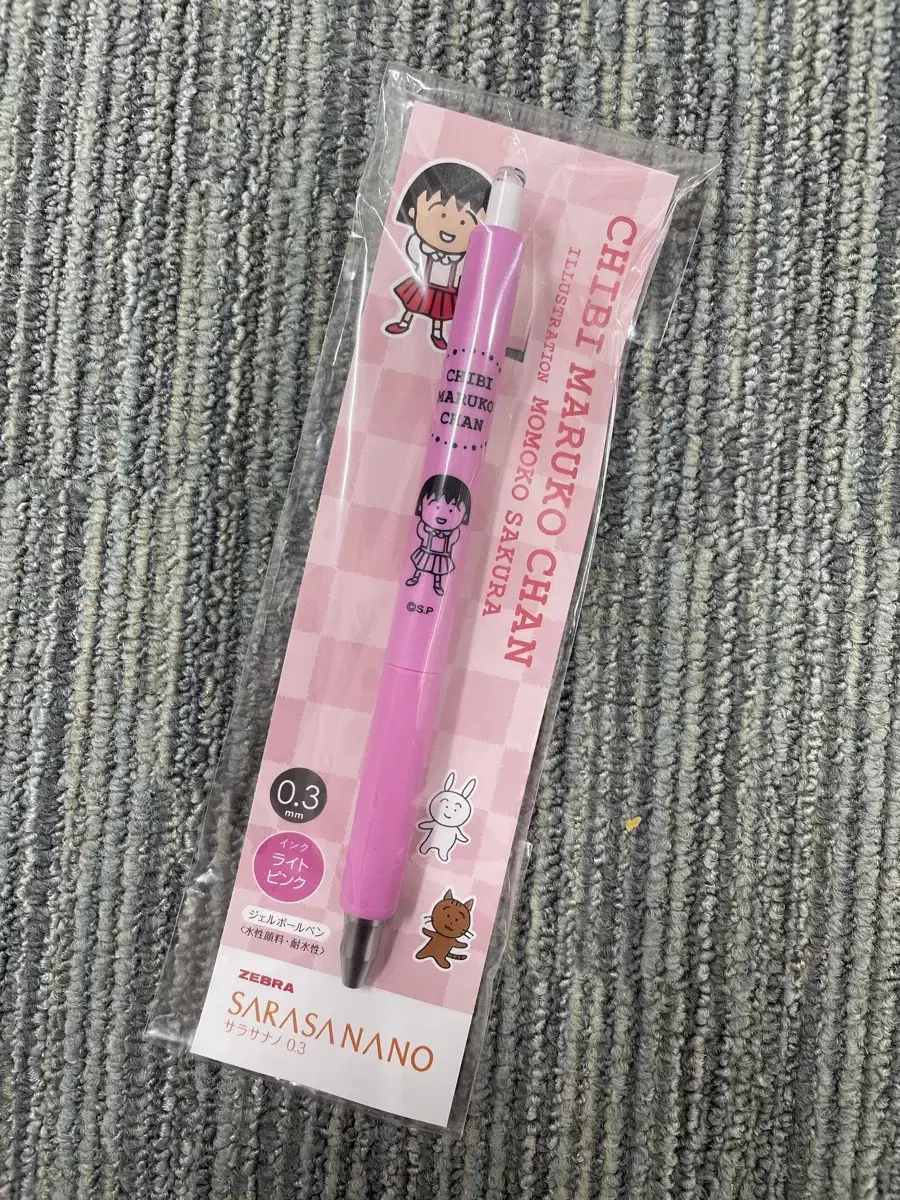 CHIBI MARUKO CHAN
ILLUSTRATION MOMOKO SAKURA
CHIBI
MARUKO
CHAN
©S.P
0.3
mm
インク
ライト
ピンク
ジェルボールペン
〈水性顔料・耐水性〉
ZEBRA
SARASA NANO
サラサナノ 0.3